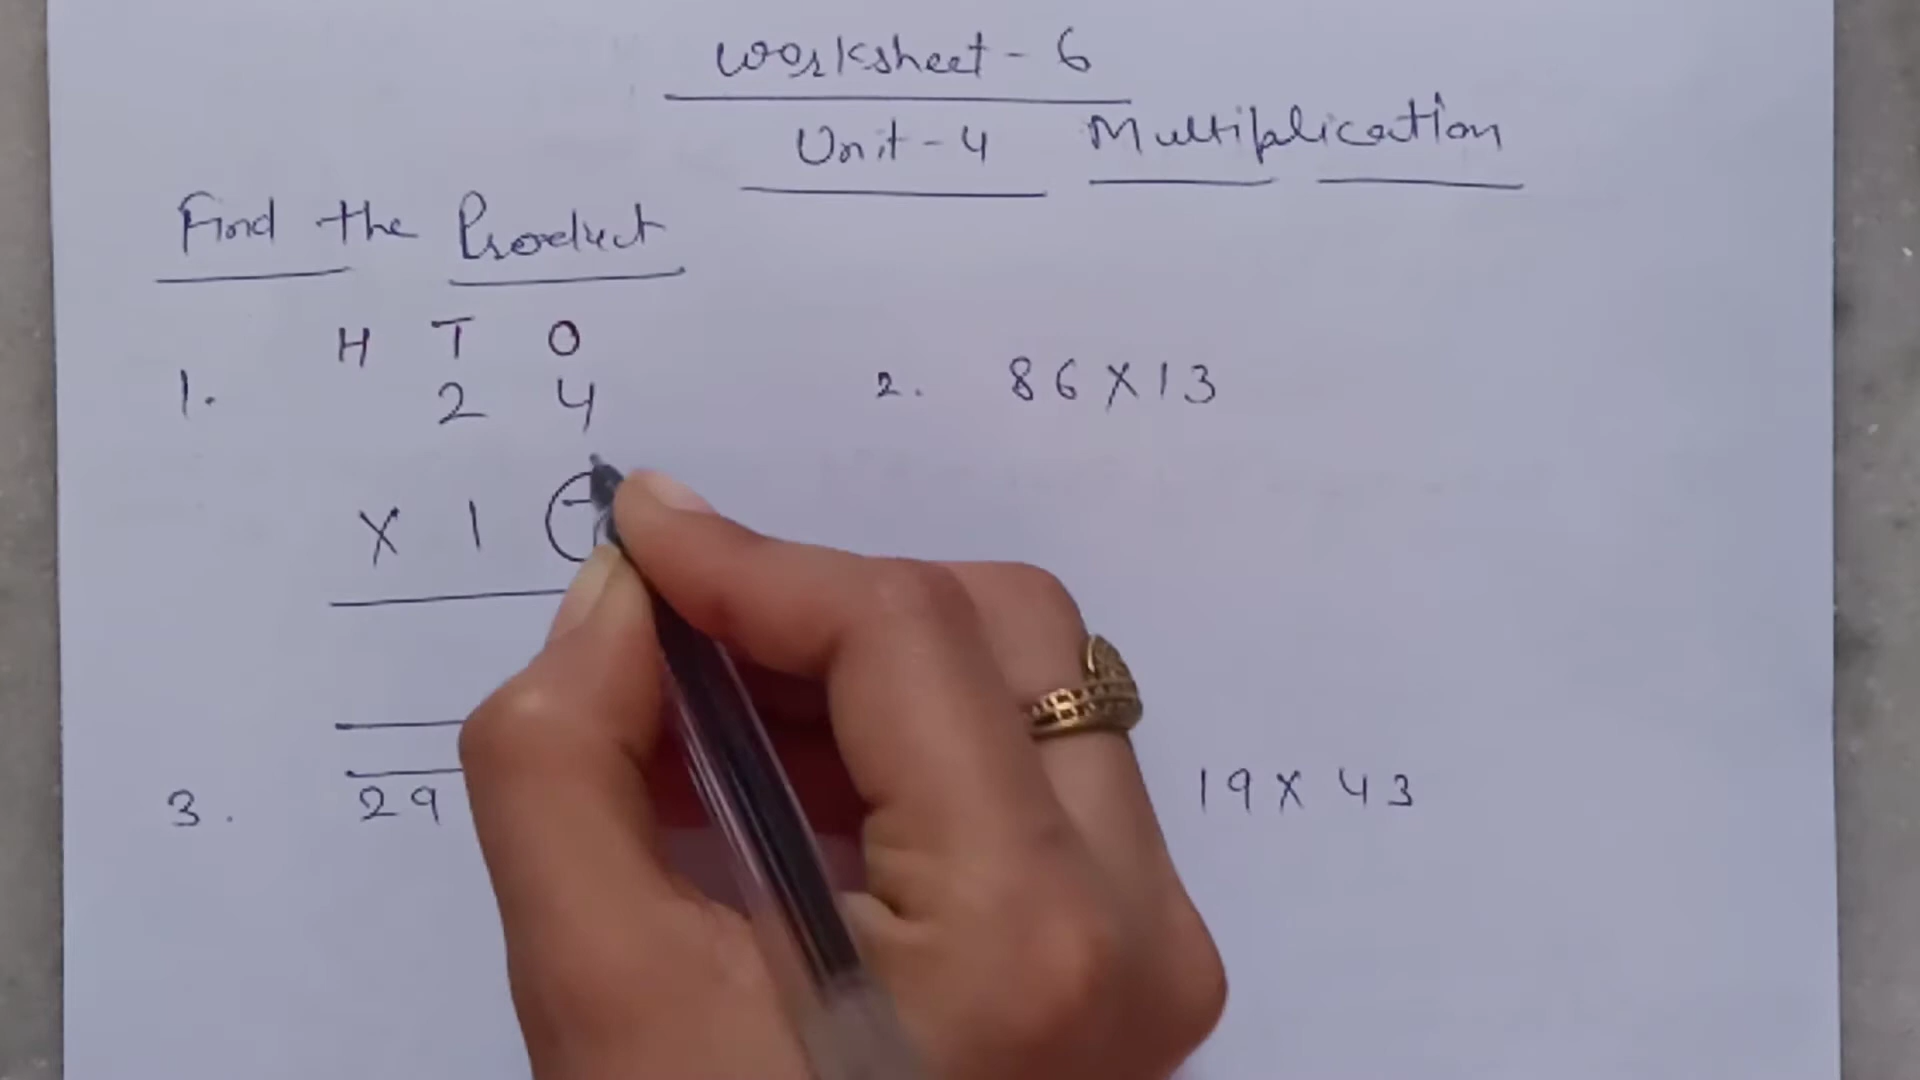 Worksheet - 6
Unit - 4 Multiplication
Find the Product
H T O
1. 2 4
2. 86 X 13
X 1
3. 29
19 X 43